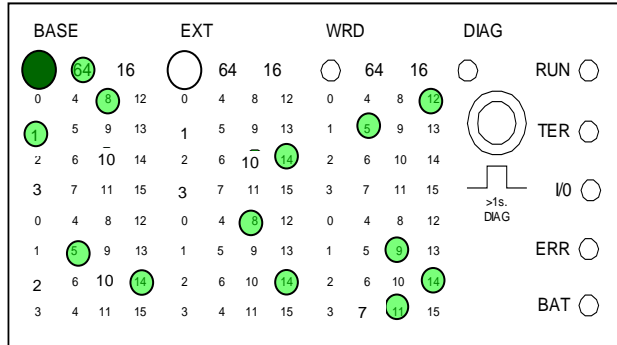 BASE EXT WRD DIAG
64 16 64 16 64 16 RUN
0 4 8 12 0 4 8 12 0 4 8 12
1 5 9 13 1 5 9 13 1 5 9 13 TER
2 6 10 14 2 6 10 14 2 6 10 14
3 7 11 15 3 7 11 15 3 7 11 15 I/0
>1s.
DIAG
0 4 8 12 0 4 8 12 0 4 8 12
1 5 9 13 1 5 9 13 1 5 9 13 ERR
2 6 10 14 2 6 10 14 2 6 10 14 BAT
3 4 11 15 3 4 11 15 3 7 11 15